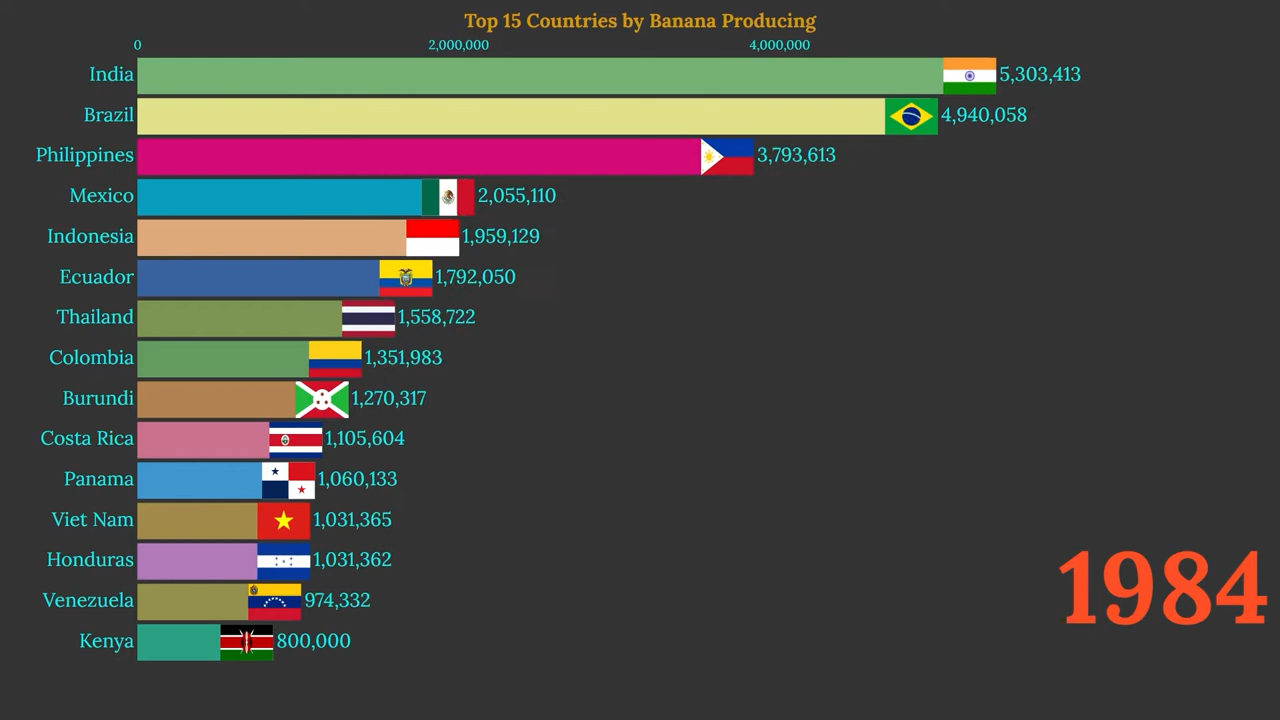 Top 15 Countries by Banana Producing
0 2,000,000 4,000,000
India 5,303,413
Brazil 4,940,058
Philippines 3,793,613
Mexico 2,055,110
Indonesia 1,959,129
Ecuador 1,792,050
Thailand 1,558,722
Colombia 1,351,983
Burundi 1,270,317
Costa Rica 1,105,604
Panama 1,060,133
Viet Nam 1,031,365
Honduras 1,031,362
Venezuela 974,332
Kenya 800,000
1984